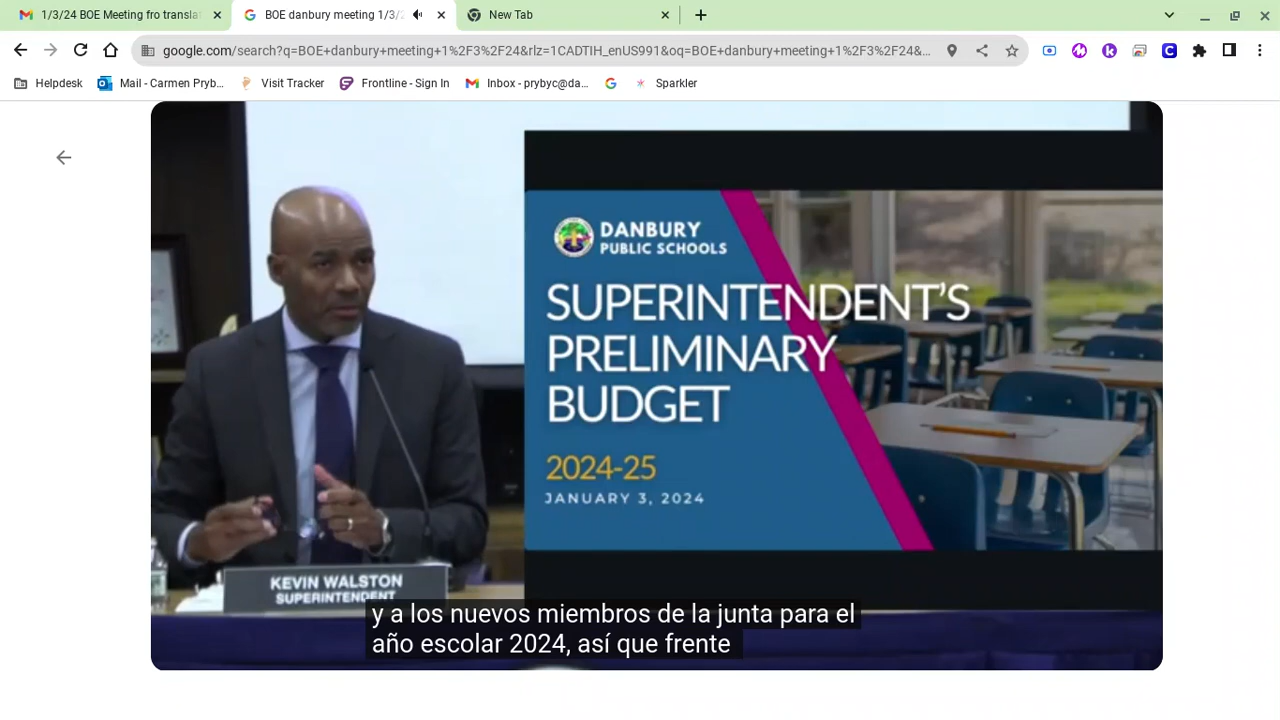 1/3/24 BOE Meeting fro translat
BOE danbury meeting 1/3/2
New Tab
google.com/search?q=BOE+danbury+meeting+1%2F3%2F24&rlz=1CADTIH_enUS991&oq=BOE+danbury+meeting+1%2F3%2F24&...
Helpdesk
Mail - Carmen Pryb...
Visit Tracker
Frontline - Sign In
Inbox - prybyc@da...
Sparkler
DANBURY
PUBLIC SCHOOLS
SUPERINTENDENT'S
PRELIMINARY
BUDGET
2024-25
JANUARY 3, 2024
KEVIN WALSTON
SUPERINTENDENT
y a los nuevos miembros de la junta para el
año escolar 2024, así que frente